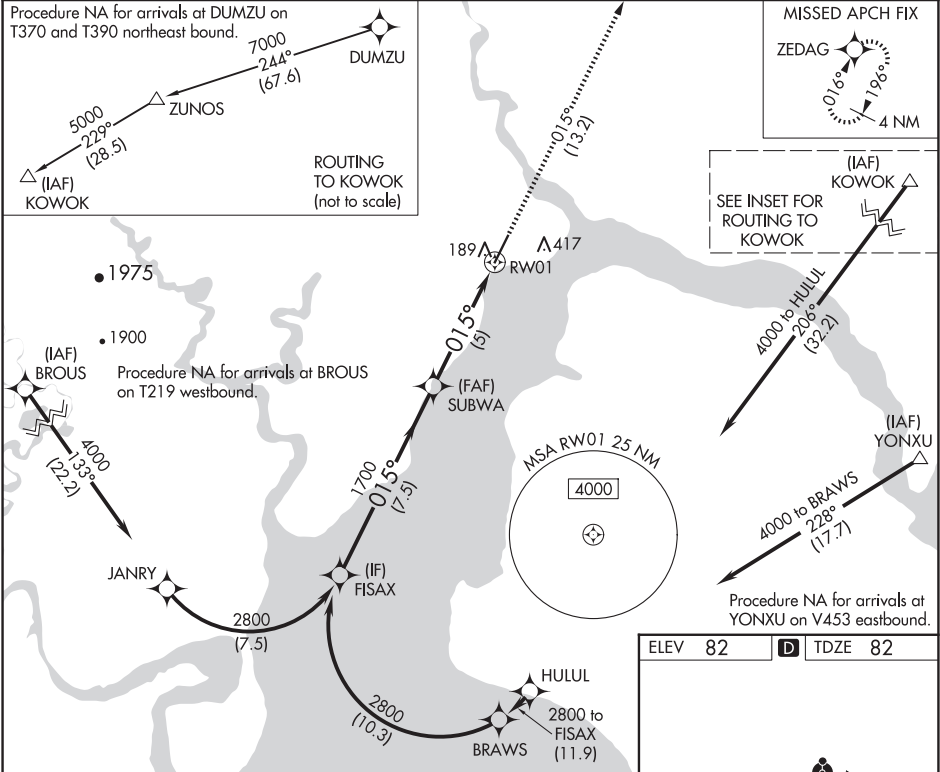 Procedure NA for arrivals at DUMZU on
T370 and T390 northeast bound.
7000
244°
(67.6)
DUMZU
ZUNOS
5000
229°
(28.5)
(IAF)
KOWOK
ROUTING
TO KOWOK
(not to scale)
MISSED APCH FIX
ZEDAG
016°
196°
4 NM
015°
(13.2)
(IAF)
KOWOK
SEE INSET FOR
ROUTING TO
KOWOK
4000 to HULUL
206°
(32.2)
189
417
RW01
1975
1900
(IAF)
BROUS
Procedure NA for arrivals at BROUS
on T219 westbound.
4000
133°
(22.2)
015°
(5)
(FAF)
SUBWA
1700
015°
(7.5)
MSA RW01 25 NM
4000
(IAF)
YONXU
4000 to BRAWS
228°
(17.7)
Procedure NA for arrivals at
YONXU on V453 eastbound.
JANRY
(IF)
FISAX
2800
(7.5)
2800
(10.3)
HULUL
BRAWS
2800 to
FISAX
(11.9)
ELEV 82 D TDZE 82